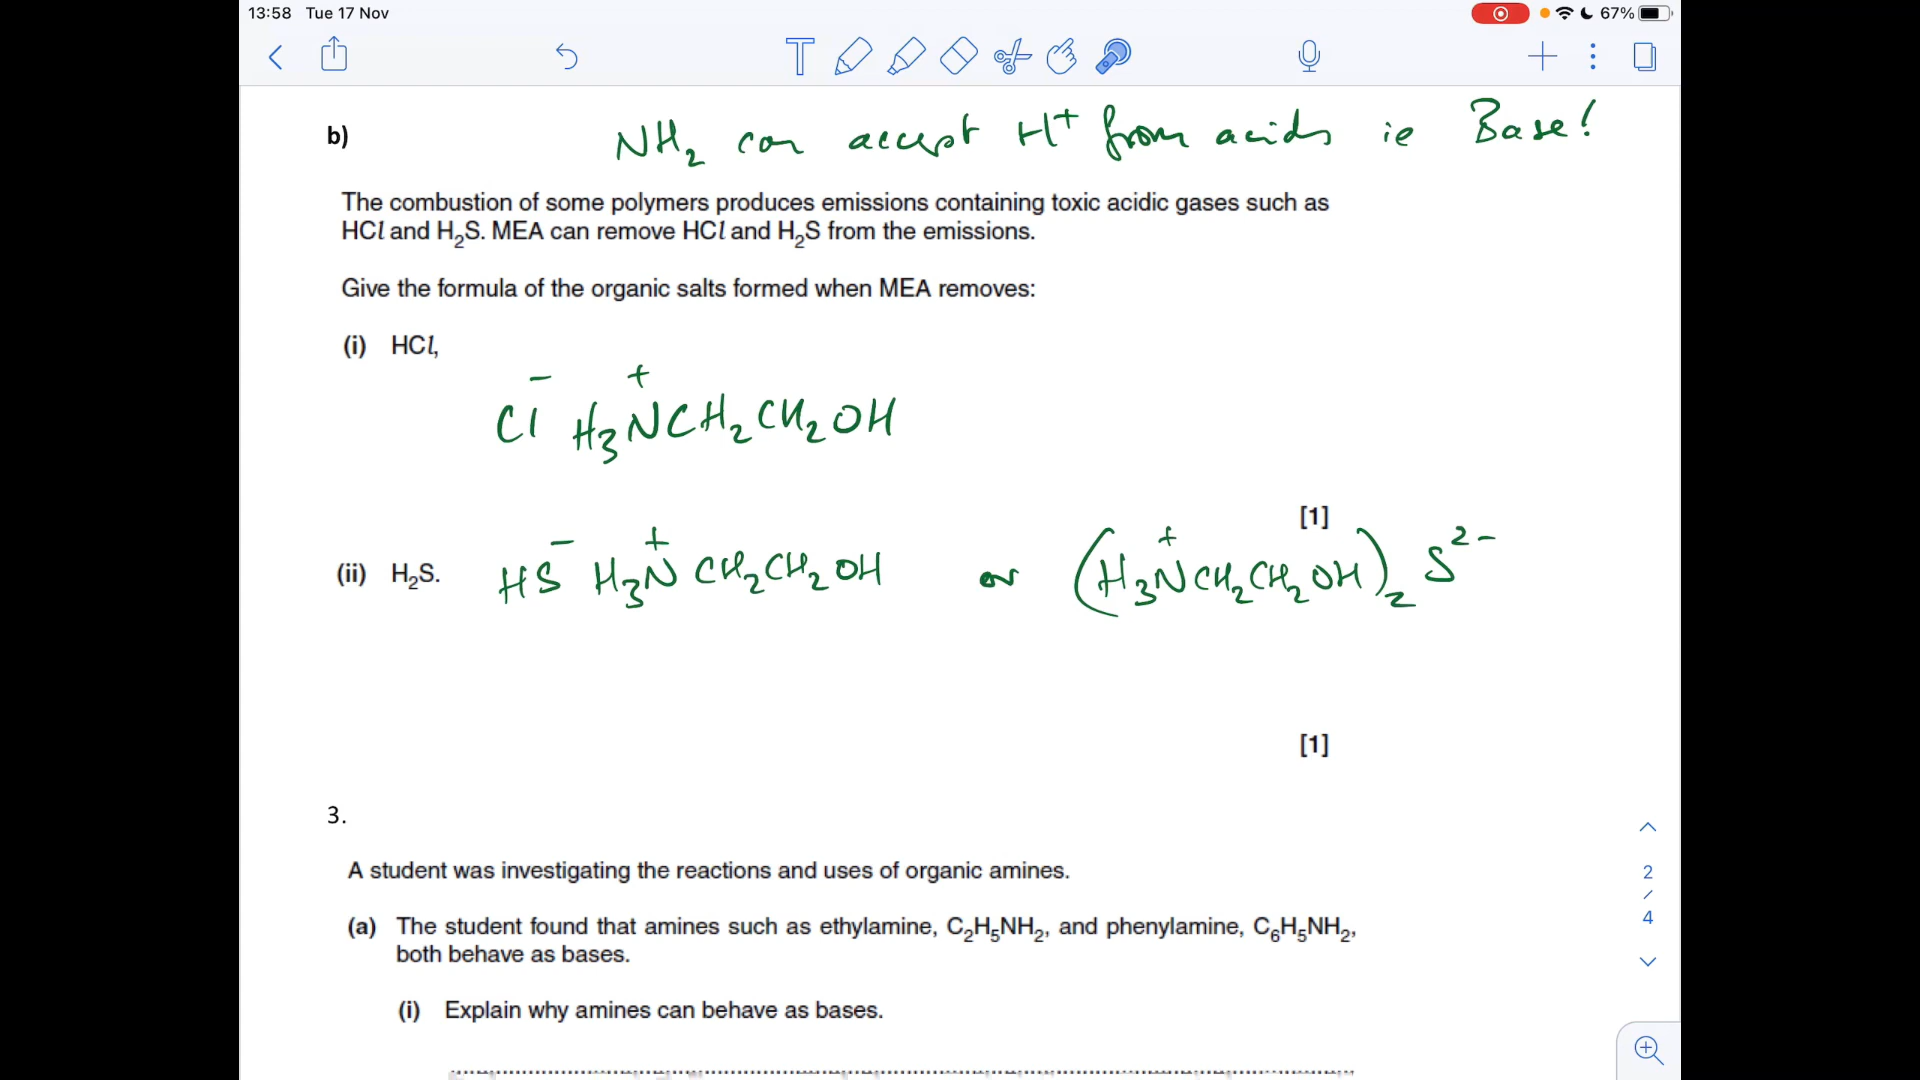 13:58 Tue 17 Nov 67%
b) NH₂ can accept H⁺ from acids ie Base!
The combustion of some polymers produces emissions containing toxic acidic gases such as
HCl and H₂S. MEA can remove HCl and H₂S from the emissions.
Give the formula of the organic salts formed when MEA removes:
(i) HCl,
Cl⁻ H₃N⁺CH₂CH₂OH
[1]
(ii) H₂S. HS⁻ H₃N⁺CH₂CH₂OH or (H₃N⁺CH₂CH₂OH)₂ S²⁻
[1]
3.
A student was investigating the reactions and uses of organic amines.
(a) The student found that amines such as ethylamine, C₂H₅NH₂, and phenylamine, C₆H₅NH₂,
both behave as bases.
(i) Explain why amines can behave as bases.
2
/
4